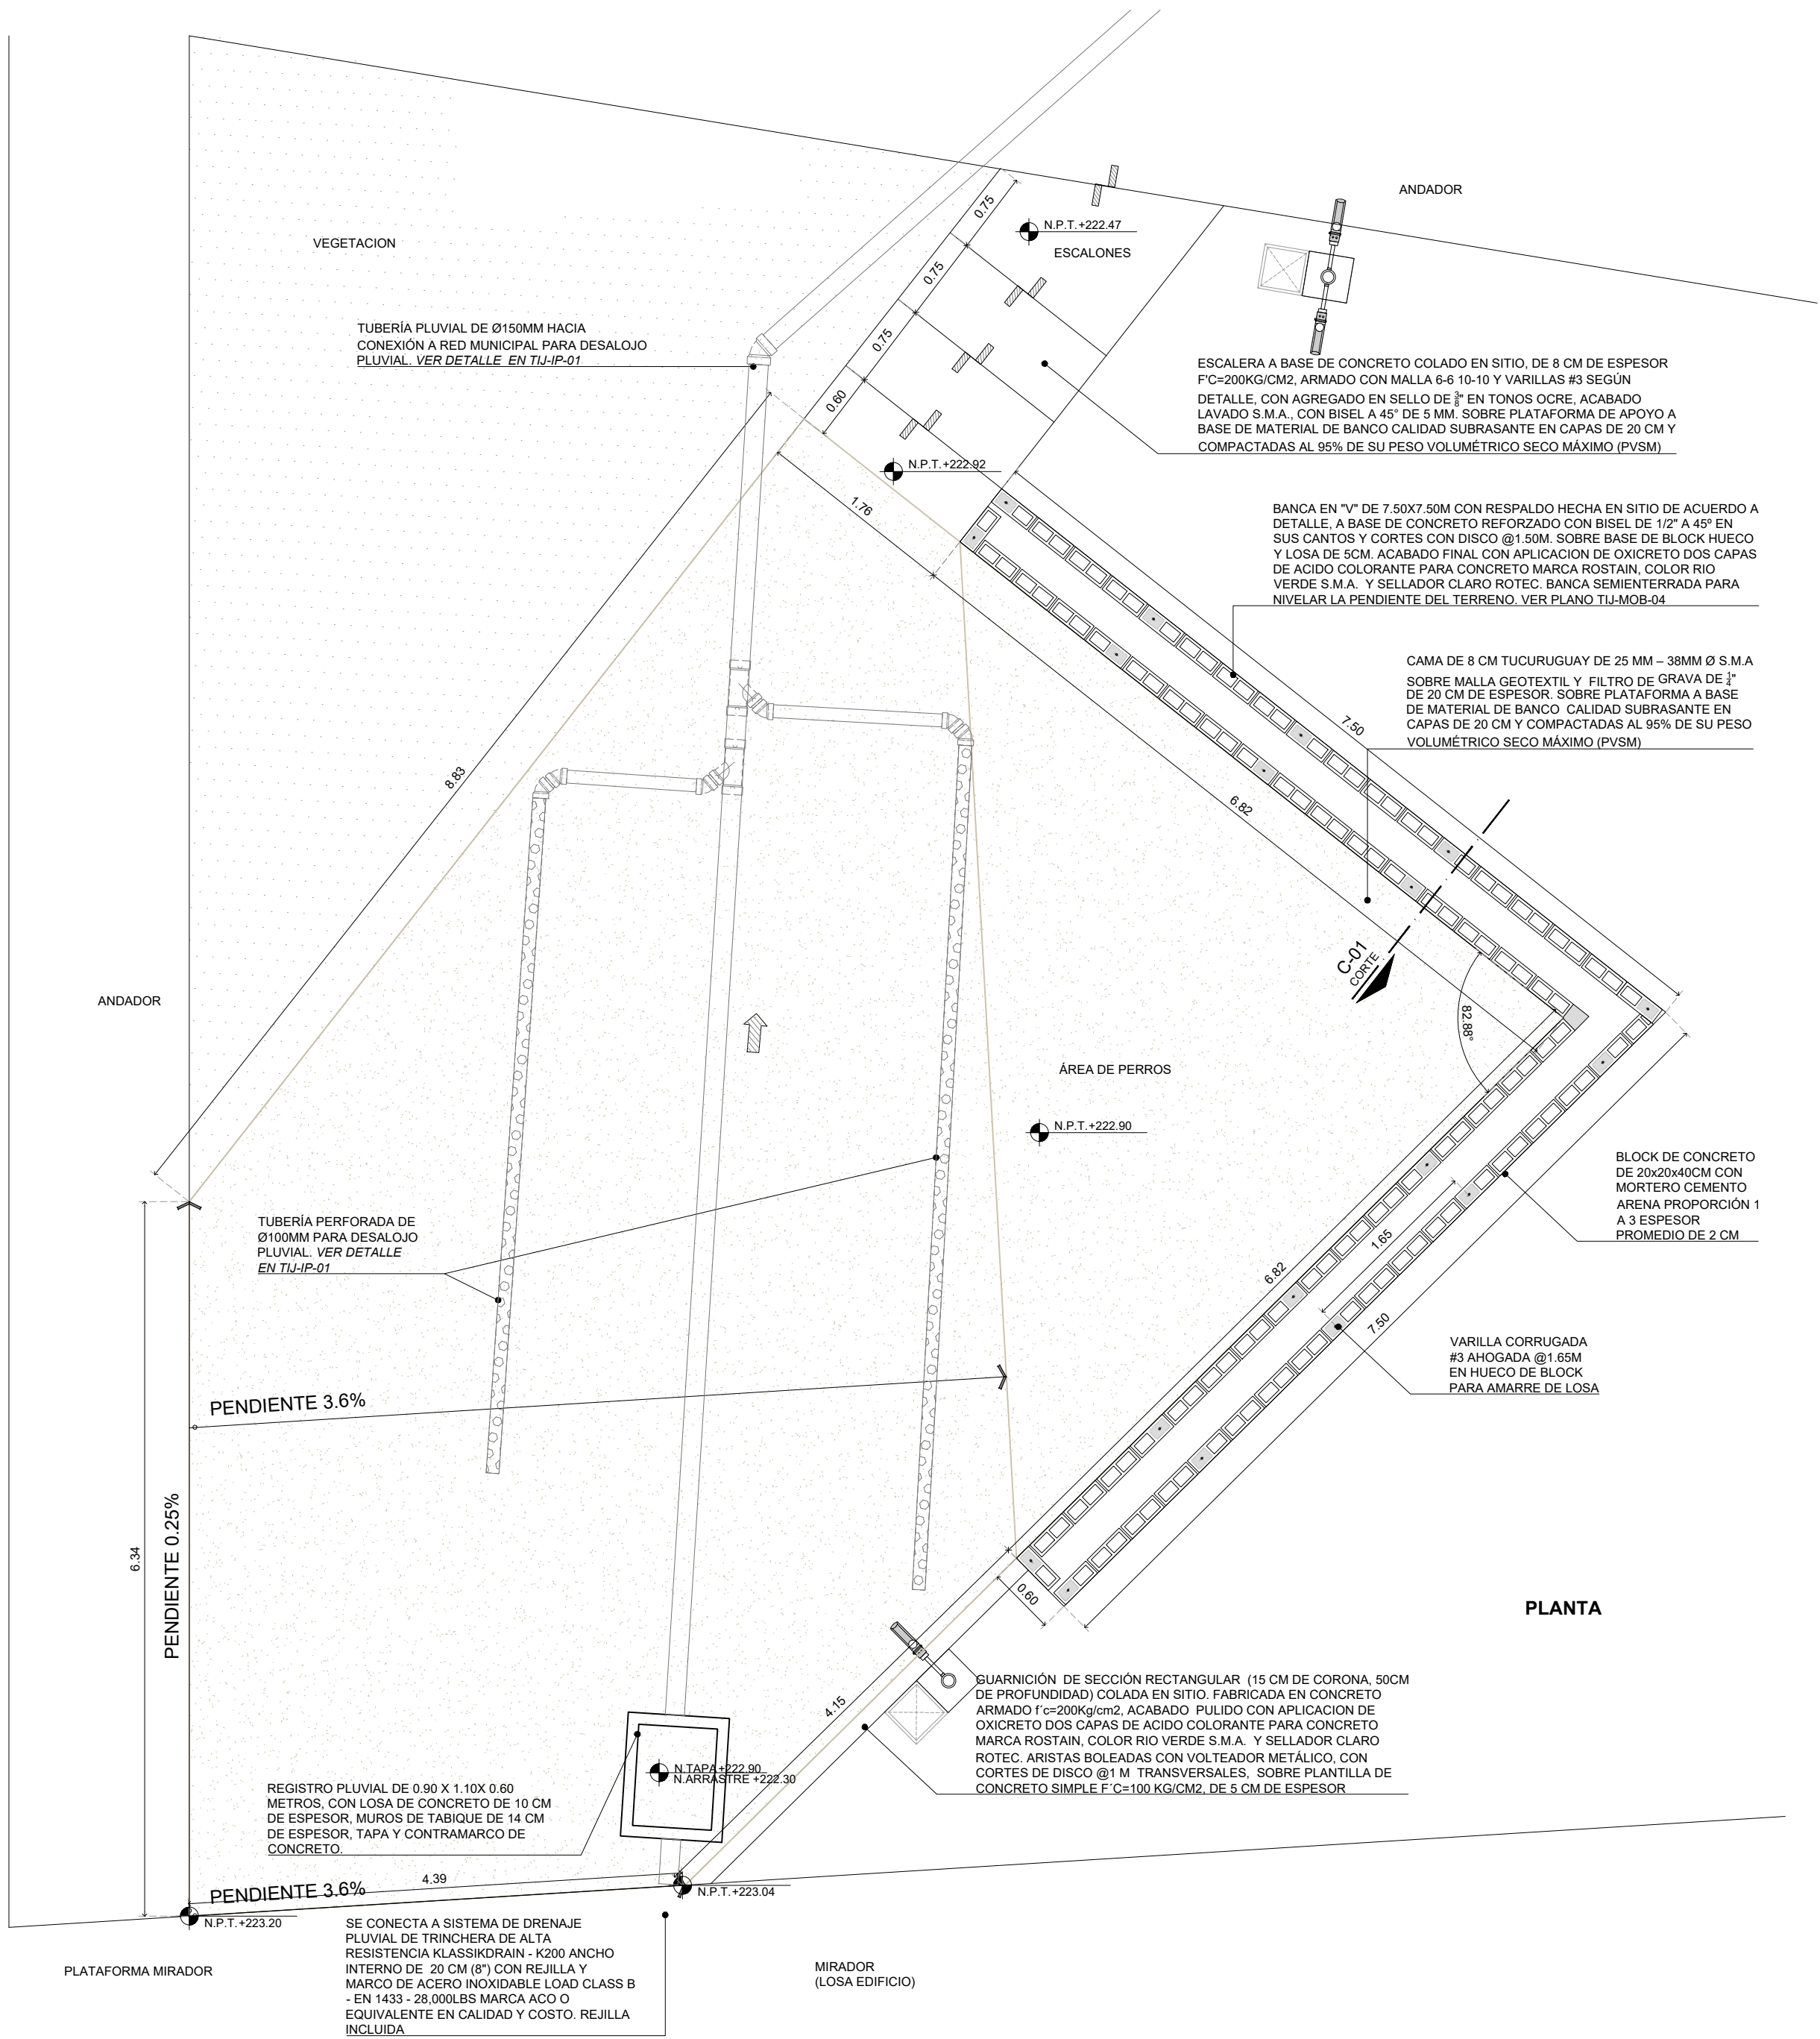 ANDADOR
VEGETACION
0.75
N.P.T.+222.47
ESCALONES
0.75
0.75
0.60
TUBERÍA PLUVIAL DE Ø150MM HACIA
CONEXIÓN A RED MUNICIPAL PARA DESALOJO
PLUVIAL. VER DETALLE EN TIJ-IP-01
ESCALERA A BASE DE CONCRETO COLADO EN SITIO, DE 8 CM DE ESPESOR
F'C=200KG/CM2, ARMADO CON MALLA 6-6 10-10 Y VARILLAS #3 SEGÚN
DETALLE, CON AGREGADO EN SELLO DE 3/8" EN TONOS OCRE, ACABADO
LAVADO S.M.A., CON BISEL A 45° DE 5 MM. SOBRE PLATAFORMA DE APOYO A
BASE DE MATERIAL DE BANCO CALIDAD SUBRASANTE EN CAPAS DE 20 CM Y
COMPACTADAS AL 95% DE SU PESO VOLUMÉTRICO SECO MÁXIMO (PVSM)
N.P.T.+222.92
1.76
BANCA EN "V" DE 7.50X7.50M CON RESPALDO HECHA EN SITIO DE ACUERDO A
DETALLE, A BASE DE CONCRETO REFORZADO CON BISEL DE 1/2" A 45º EN
SUS CANTOS Y CORTES CON DISCO @1.50M. SOBRE BASE DE BLOCK HUECO
Y LOSA DE 5CM. ACABADO FINAL CON APLICACION DE OXICRETO DOS CAPAS
DE ACIDO COLORANTE PARA CONCRETO MARCA ROSTAIN, COLOR RIO
VERDE S.M.A. Y SELLADOR CLARO ROTEC. BANCA SEMIENTERRADA PARA
NIVELAR LA PENDIENTE DEL TERRENO. VER PLANO TIJ-MOB-04
CAMA DE 8 CM TUCURUGUAY DE 25 MM – 38MM Ø S.M.A
SOBRE MALLA GEOTEXTIL Y FILTRO DE GRAVA DE 1/4"
DE 20 CM DE ESPESOR. SOBRE PLATAFORMA A BASE
DE MATERIAL DE BANCO CALIDAD SUBRASANTE EN
CAPAS DE 20 CM Y COMPACTADAS AL 95% DE SU PESO
VOLUMÉTRICO SECO MÁXIMO (PVSM)
7.50
8.83
6.82
C-01
CORTE
82.88°
ANDADOR
ÁREA DE PERROS
N.P.T.+222.90
BLOCK DE CONCRETO
DE 20x20x40CM CON
MORTERO CEMENTO
ARENA PROPORCIÓN 1
A 3 ESPESOR
PROMEDIO DE 2 CM
TUBERÍA PERFORADA DE
Ø100MM PARA DESALOJO
PLUVIAL. VER DETALLE
EN TIJ-IP-01
1.65
6.82
7.50
VARILLA CORRUGADA
#3 AHOGADA @1.65M
EN HUECO DE BLOCK
PARA AMARRE DE LOSA
PENDIENTE 3.6%
6.34
PENDIENTE 0.25%
0.60
PLANTA
GUARNICIÓN DE SECCIÓN RECTANGULAR (15 CM DE CORONA, 50CM
DE PROFUNDIDAD) COLADA EN SITIO. FABRICADA EN CONCRETO
ARMADO f´c=200Kg/cm2, ACABADO PULIDO CON APLICACION DE
OXICRETO DOS CAPAS DE ACIDO COLORANTE PARA CONCRETO
MARCA ROSTAIN, COLOR RIO VERDE S.M.A. Y SELLADOR CLARO
ROTEC. ARISTAS BOLEADAS CON VOLTEADOR METÁLICO, CON
CORTES DE DISCO @1 M TRANSVERSALES, SOBRE PLANTILLA DE
CONCRETO SIMPLE F´C=100 KG/CM2, DE 5 CM DE ESPESOR
4.15
N.TAPA+222.90
N.ARRASTRE +222.30
REGISTRO PLUVIAL DE 0.90 X 1.10X 0.60
METROS, CON LOSA DE CONCRETO DE 10 CM
DE ESPESOR, MUROS DE TABIQUE DE 14 CM
DE ESPESOR, TAPA Y CONTRAMARCO DE
CONCRETO.
4.39
PENDIENTE 3.6%
N.P.T.+223.04
N.P.T.+223.20
SE CONECTA A SISTEMA DE DRENAJE
PLUVIAL DE TRINCHERA DE ALTA
RESISTENCIA KLASSIKDRAIN - K200 ANCHO
INTERNO DE 20 CM (8") CON REJILLA Y
MARCO DE ACERO INOXIDABLE LOAD CLASS B
- EN 1433 - 28,000LBS MARCA ACO O
EQUIVALENTE EN CALIDAD Y COSTO. REJILLA
INCLUIDA
PLATAFORMA MIRADOR
MIRADOR
(LOSA EDIFICIO)